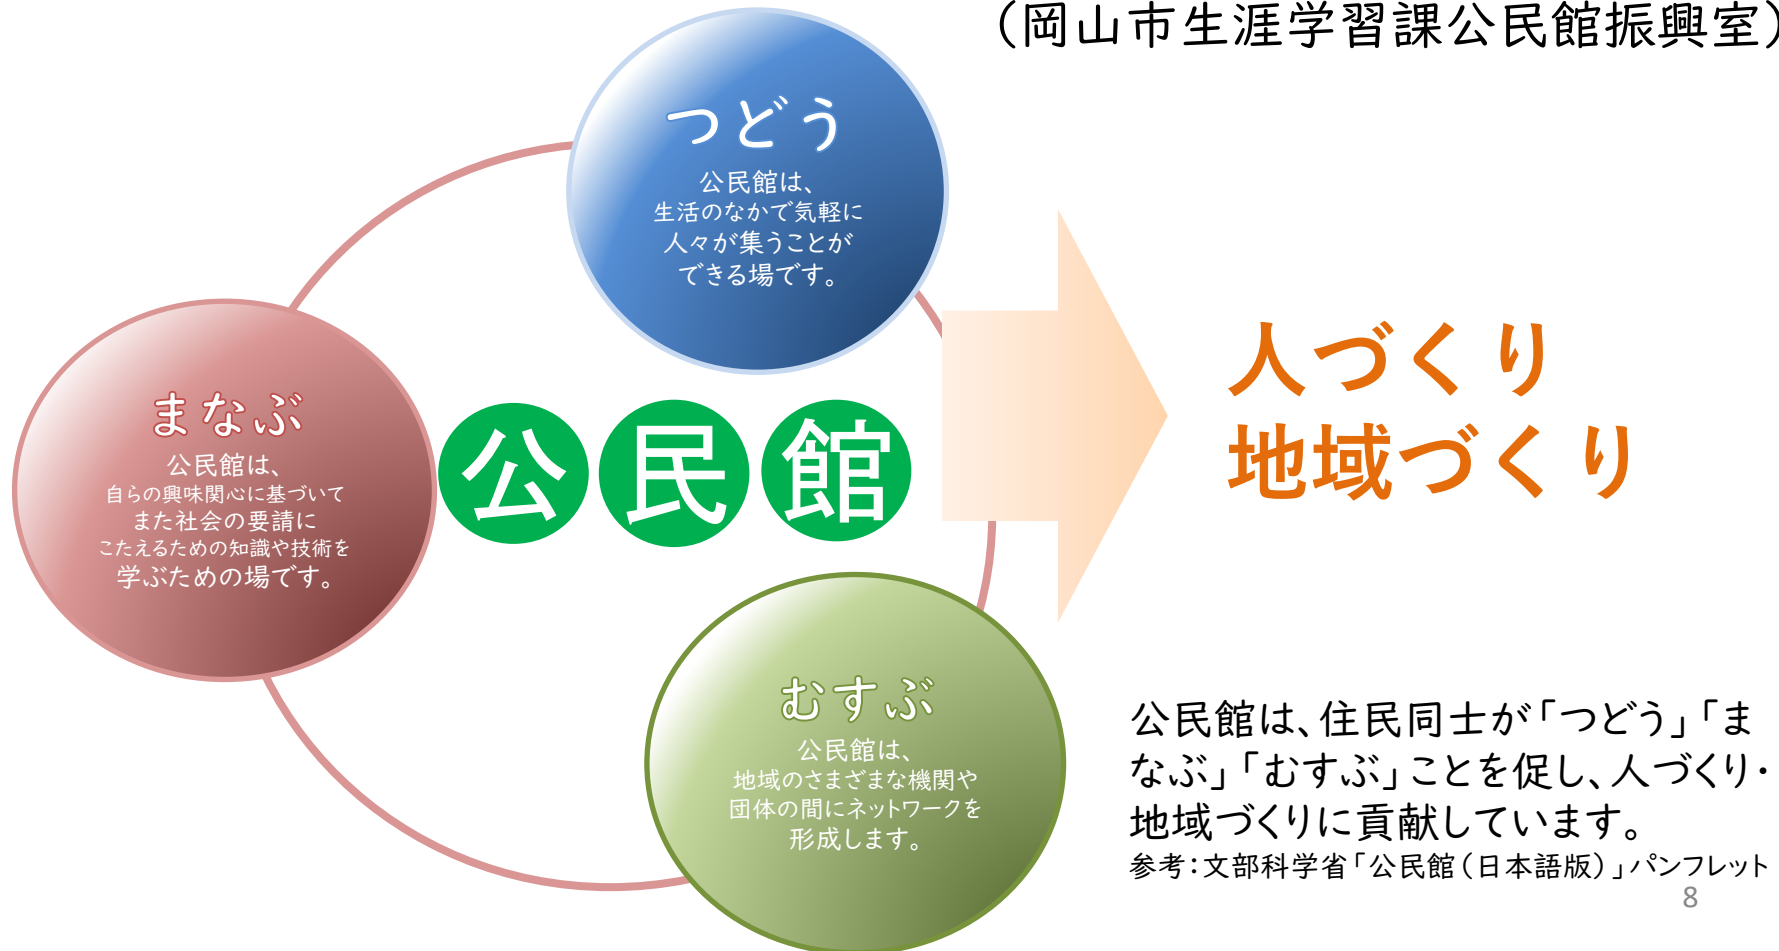 （岡山市生涯学習課公民館振興室）
つどう
公民館は、
生活のなかで気軽に
人々が集うことが
できる場です。
まなぶ
公民館は、
自らの興味関心に基づいて
また社会の要請に
こたえるための知識や技術を
学ぶための場です。
公民館
人づくり
地域づくり
むすぶ
公民館は、
地域のさまざまな機関や
団体の間にネットワークを
形成します。
公民館は、住民同士が「つどう」「ま
なぶ」「むすぶ」ことを促し、人づくり・
地域づくりに貢献しています。
参考：文部科学省「公民館（日本語版）」パンフレット
8